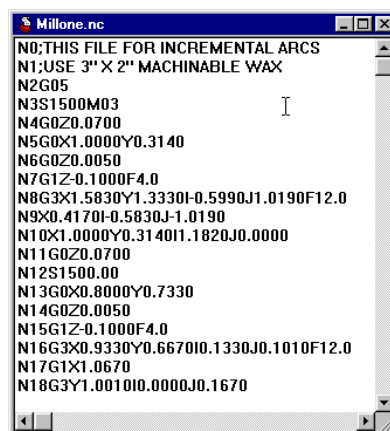 Millone.nc
N0;THIS FILE FOR INCREMENTAL ARCS
N1;USE 3" X 2" MACHINABLE WAX
N2G05
N3S1500M03
N4G0Z0.0700
N5G0X1.0000Y0.3140
N6G0Z0.0050
N7G1Z-0.1000F4.0
N8G3X1.5830Y1.3330I-0.5990J1.0190F12.0
N9X0.4170I-0.5830J-1.0190
N10X1.0000Y0.3140I1.1820J0.0000
N11G0Z0.0700
N12S1500.00
N13G0X0.8000Y0.7330
N14G0Z0.0050
N15G1Z-0.1000F4.0
N16G3X0.9330Y0.6670I0.1330J0.1010F12.0
N17G1X1.0670
N18G3Y1.0010I0.0000J0.1670